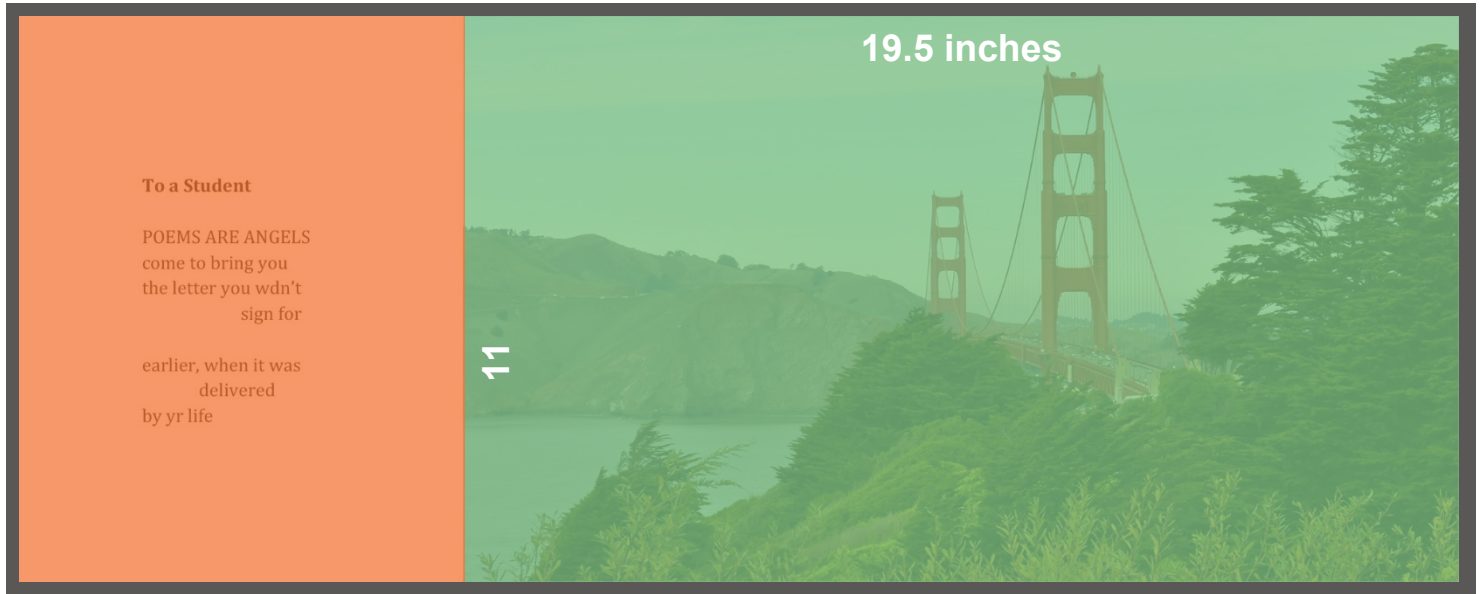 To a Student
POEMS ARE ANGELS
come to bring you
the letter you wdn't
sign for
earlier, when it was
delivered
by yr life
19.5 inches
11